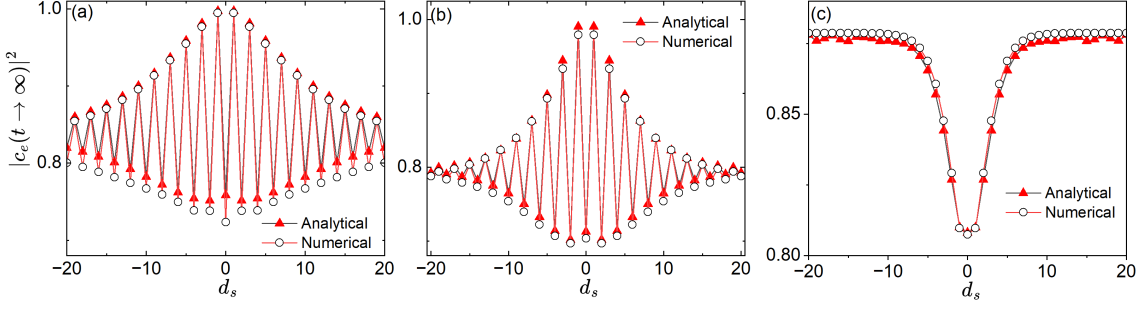 (a)
|c_e(t → ∞)|^2
1.0
0.8
Analytical
Numerical
−20 −10 0 10 20
d_s
(b)
1.0
0.8
Analytical
Numerical
−20 −10 0 10 20
d_s
(c)
0.85
0.80
Analytical
Numerical
−20 −10 0 10 20
d_s